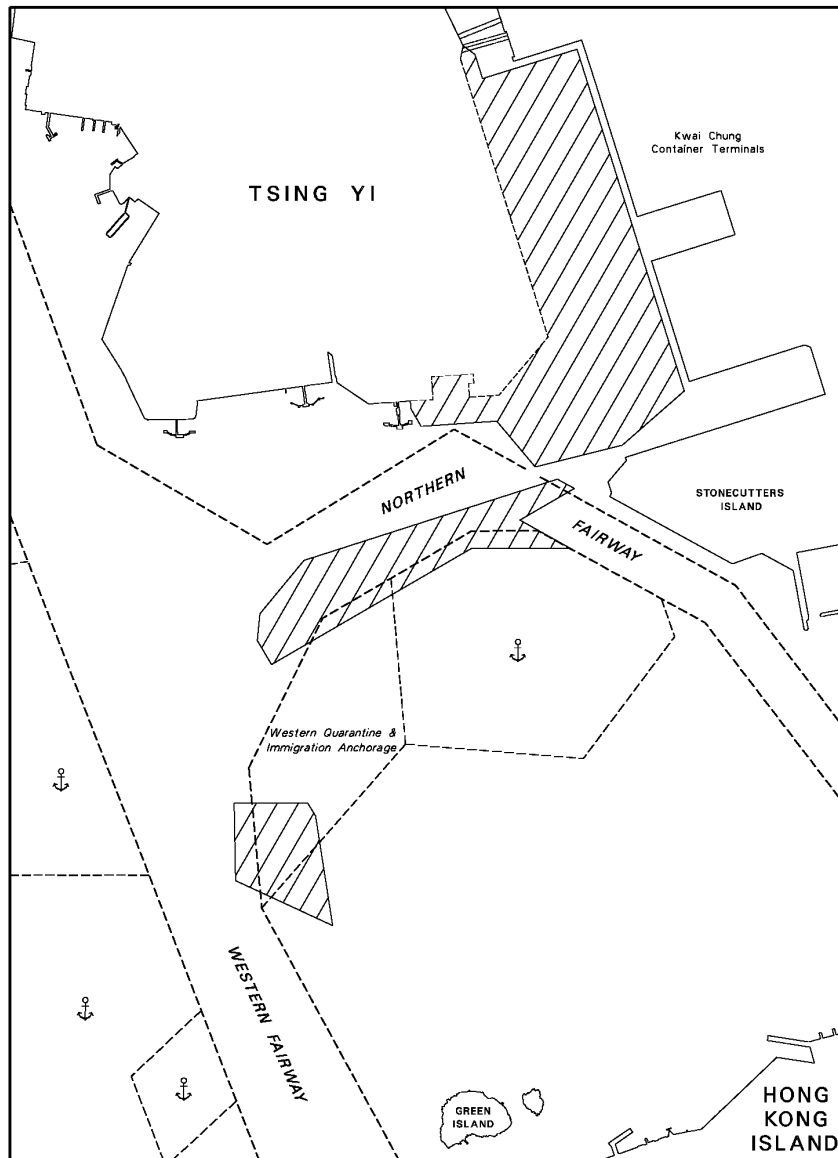 Kwai Chung
Container Terminals
TSING YI
NORTHERN
STONECUTTERS
ISLAND
FAIRWAY
Western Quarantine &
Immigration Anchorage
WESTERN FAIRWAY
GREEN
ISLAND
HONG
KONG
ISLAND